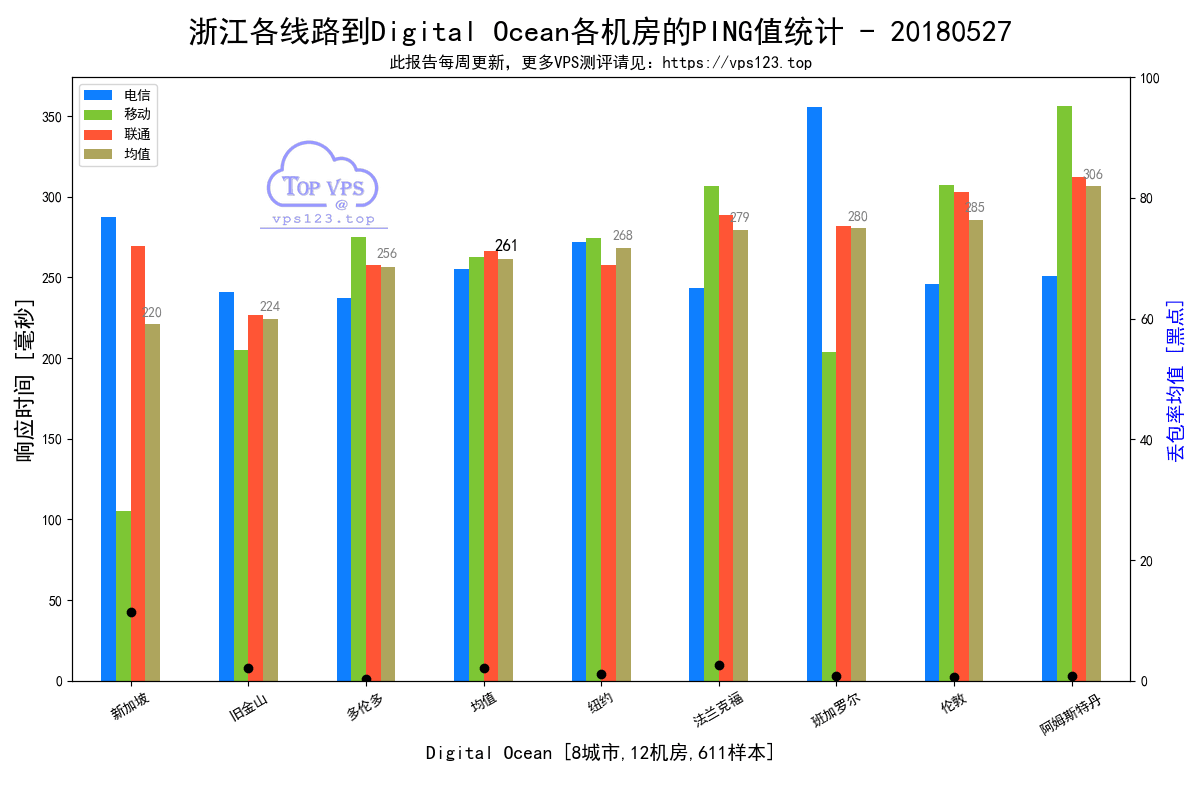 浙江各线路到Digital Ocean各机房的PING值统计 - 20180527
此报告每周更新，更多VPS测评请见：https://vps123.top
电信
移动
联通
均值
TOP VPS
@
vps123.top
响应时间 [毫秒]
350
300
250
200
150
100
50
0
100
80
60
40
20
0
丢包率均值 [黑点]
220
224
256
261
268
279
280
285
306
新加坡
旧金山
多伦多
均值
纽约
法兰克福
班加罗尔
伦敦
阿姆斯特丹
Digital Ocean [8城市,12机房,611样本]